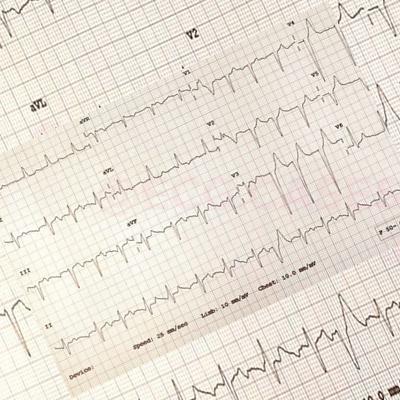 V2
aVL
aVR
V1
V4
aVL
V2
V5
III
aVF
V3
V6
II
Device:
Speed: 25 mm/sec
Limb: 10 mm/mV
Chest: 10.0 mm/mV